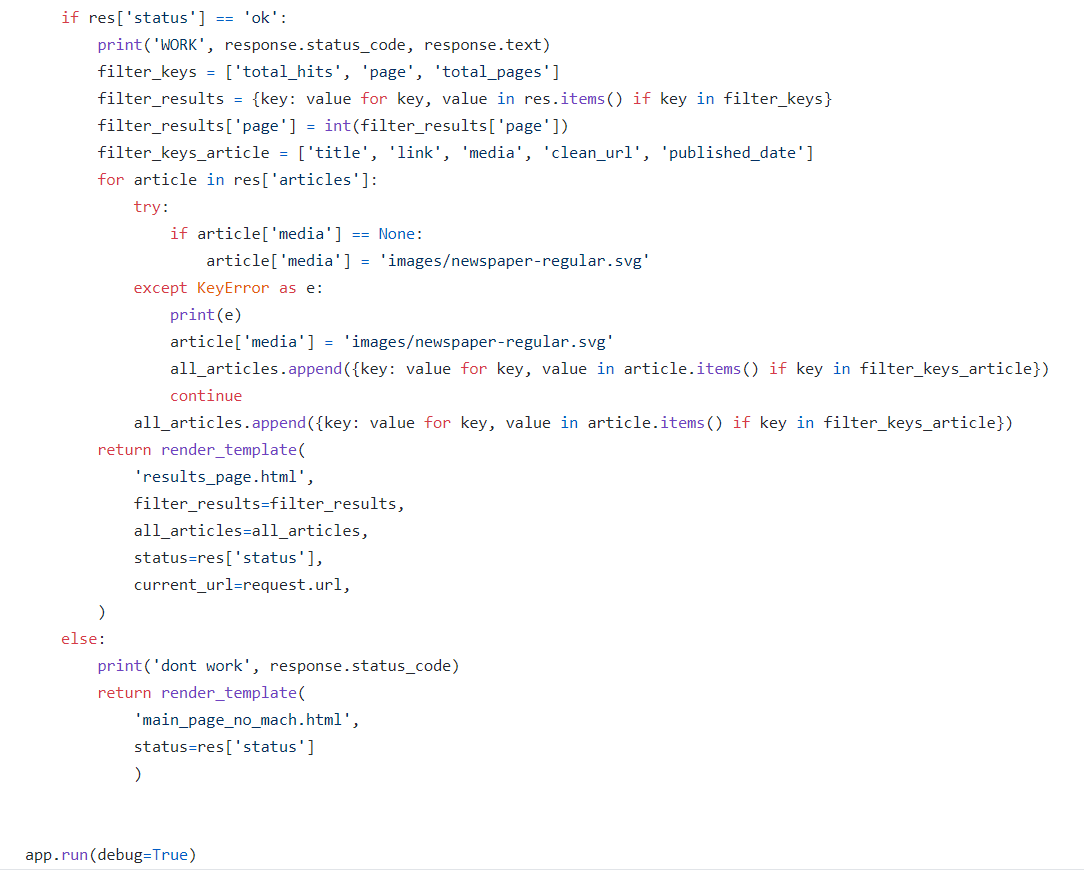 if res['status'] == 'ok':
print('WORK', response.status_code, response.text)
filter_keys = ['total_hits', 'page', 'total_pages']
filter_results = {key: value for key, value in res.items() if key in filter_keys}
filter_results['page'] = int(filter_results['page'])
filter_keys_article = ['title', 'link', 'media', 'clean_url', 'published_date']
for article in res['articles']:
try:
if article['media'] == None:
article['media'] = 'images/newspaper-regular.svg'
except KeyError as e:
print(e)
article['media'] = 'images/newspaper-regular.svg'
all_articles.append({key: value for key, value in article.items() if key in filter_keys_article})
continue
all_articles.append({key: value for key, value in article.items() if key in filter_keys_article})
return render_template(
'results_page.html',
filter_results=filter_results,
all_articles=all_articles,
status=res['status'],
current_url=request.url,
)
else:
print('dont work', response.status_code)
return render_template(
'main_page_no_mach.html',
status=res['status']
)
app.run(debug=True)